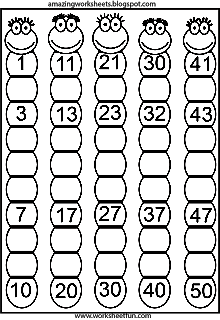 amazingworksheets.blogspot.com
1 11 21 30 41
3 13 23 32 43
7 17 27 37 47
10 20 30 40 50
www.worksheetfun.com